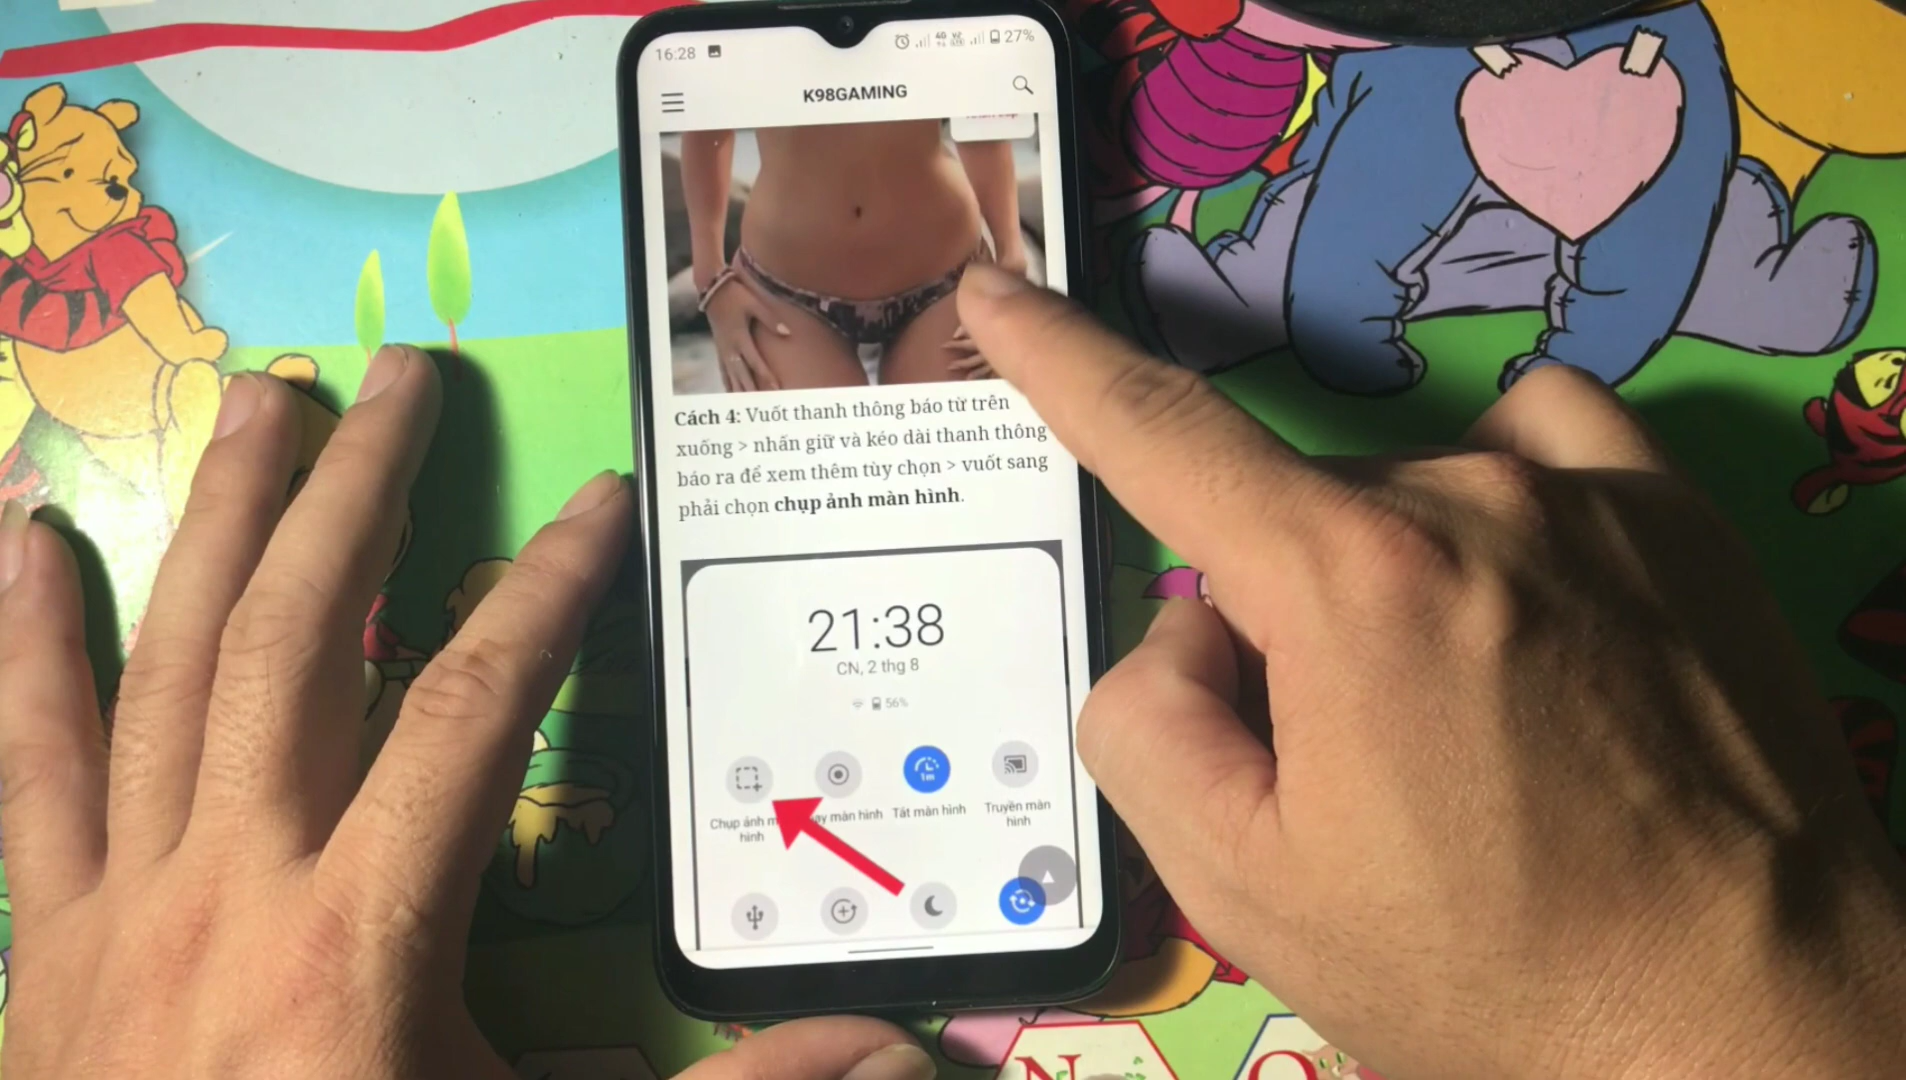 16:28 27%
K98GAMING
Cách 4: Vuốt thanh thông báo từ trên
xuống > nhấn giữ và kéo dài thanh thông
báo ra để xem thêm tùy chọn > vuốt sang
phải chọn chụp ảnh màn hình.
21:38
CN, 2 thg 8
56%
1m
Chụp ảnh m
hình
ay màn hình
Tắt màn hình
Truyền màn
hình
N
O